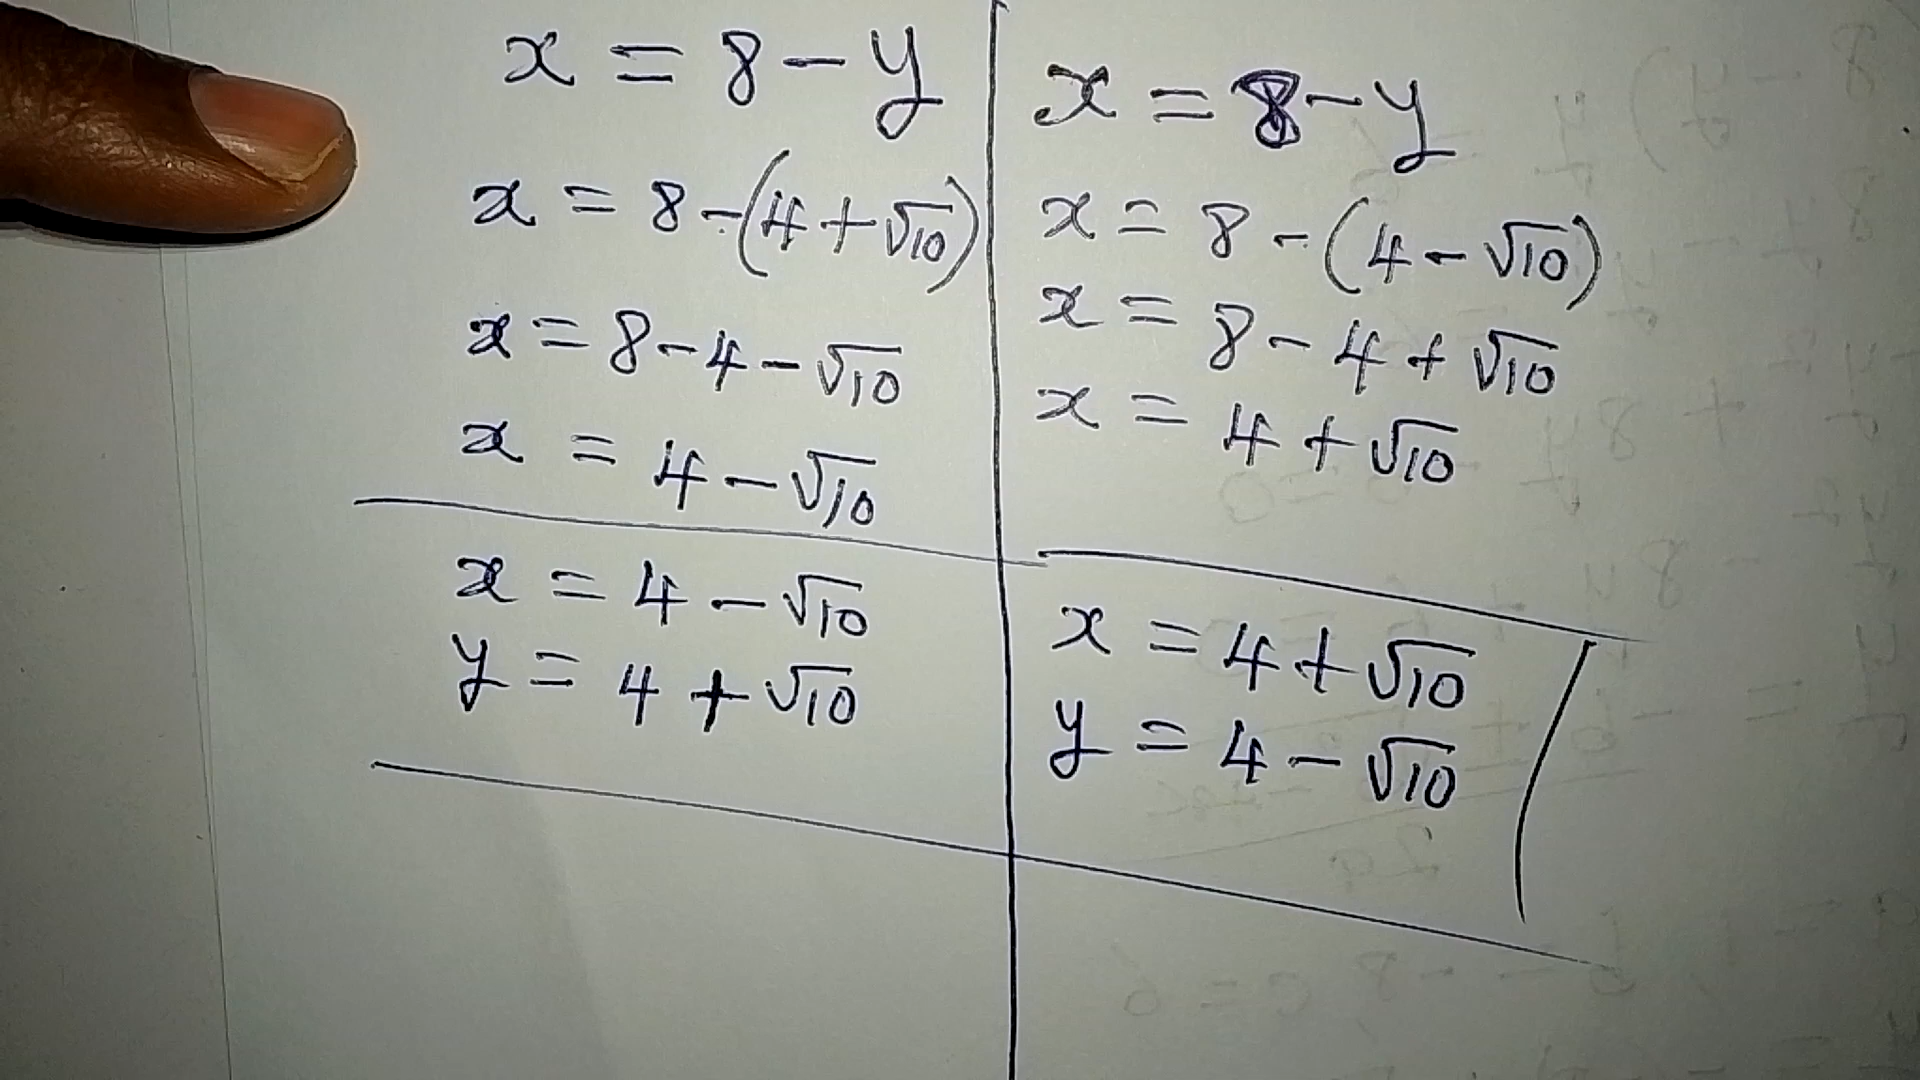 x = 8 - y
x = 8 - (4 + √10)
x = 8 - 4 - √10
x = 4 - √10
x = 4 - √10
y = 4 + √10
x = 8 - y
x = 8 - (4 - √10)
x = 8 - 4 + √10
x = 4 + √10
x = 4 + √10
y = 4 - √10